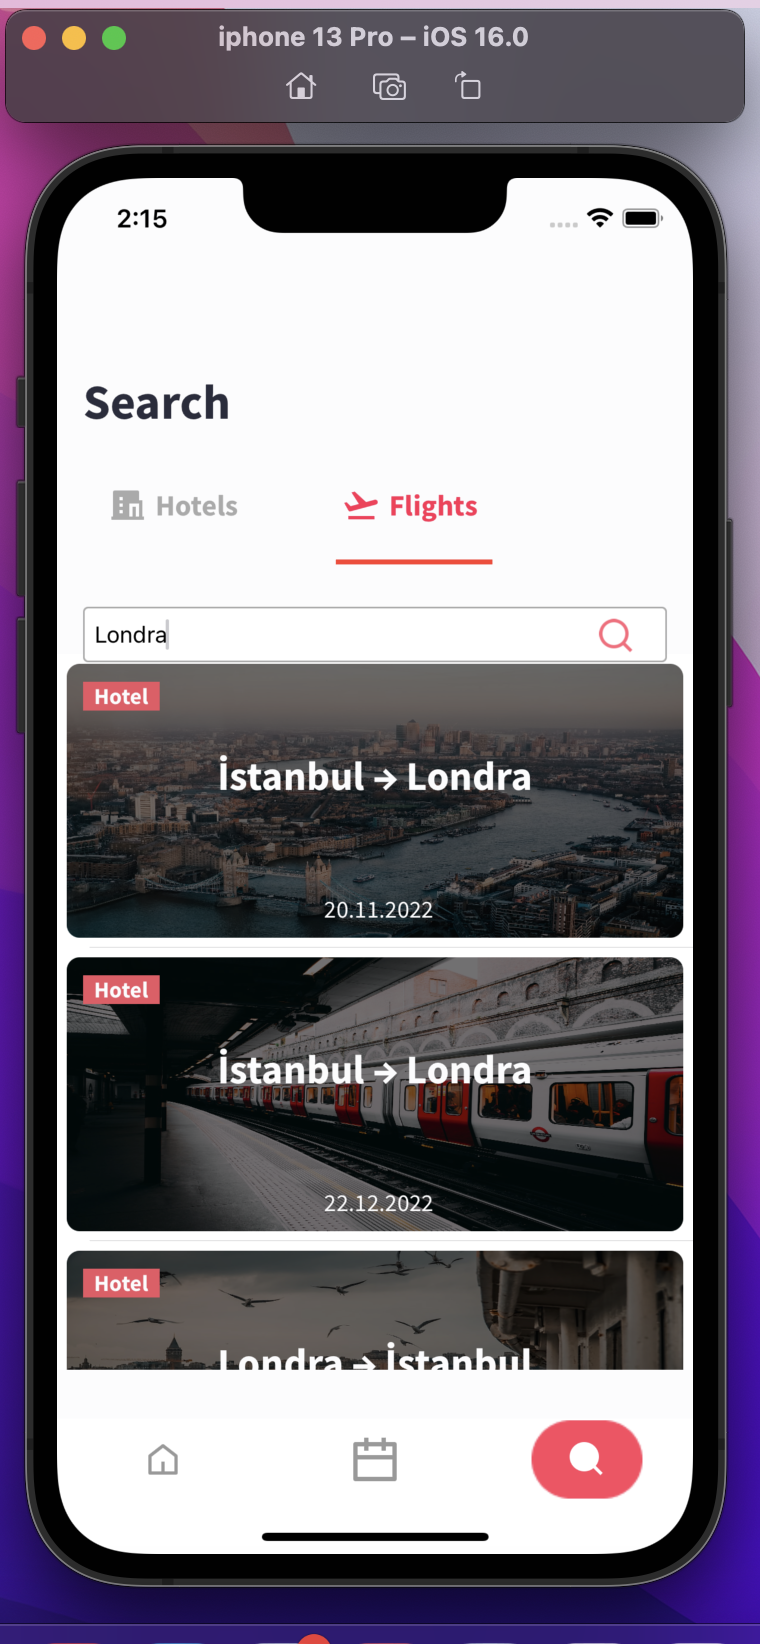 iphone 13 Pro – iOS 16.0
2:15
Search
Hotels
Flights
Londra
Hotel
İstanbul → Londra
20.11.2022
Hotel
İstanbul → Londra
22.12.2022
Hotel
Londra → İstanbul